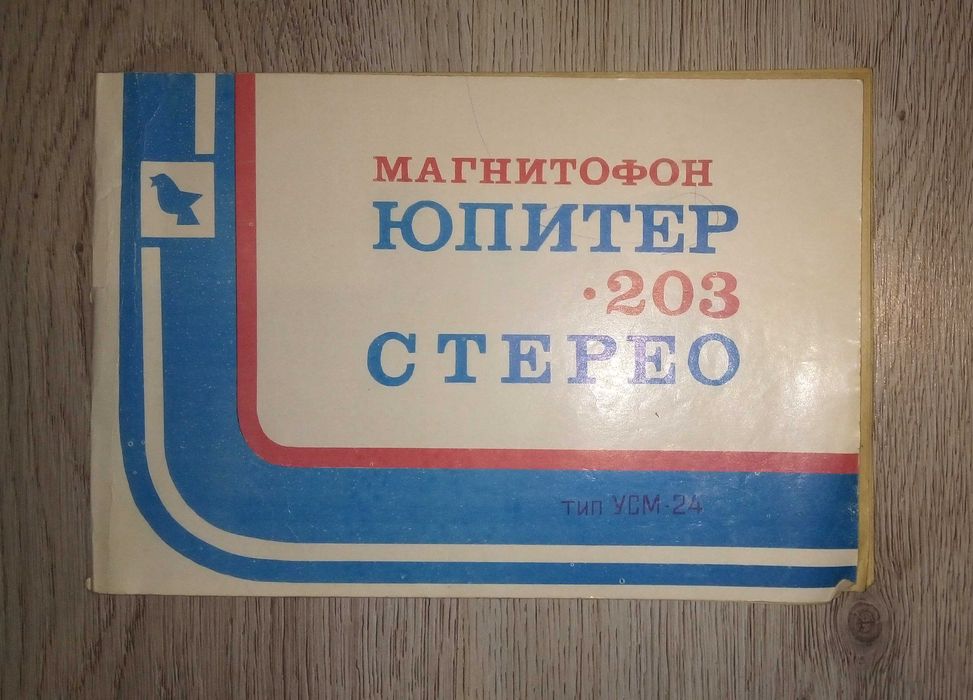 МАГНИТОФОН
ЮПИТЕР
·203
СТЕРЕО
тип УСМ-24